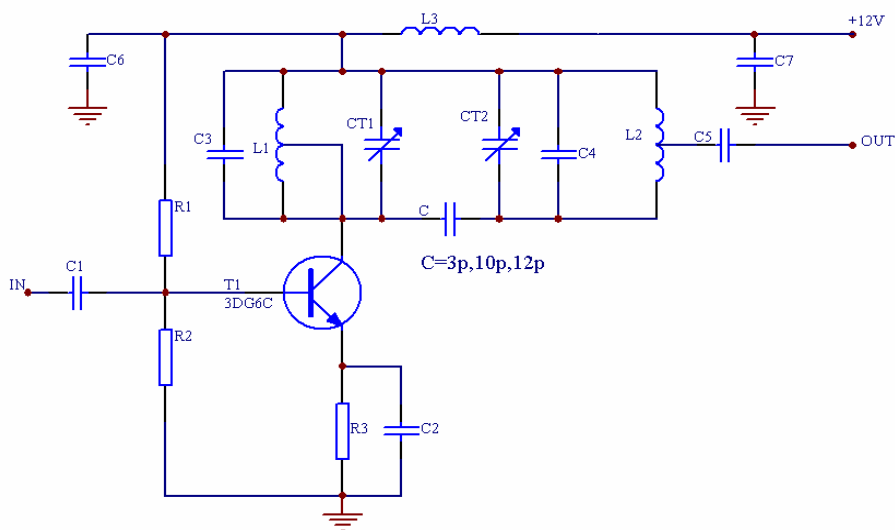 L3
+12V
C6
C7
CT1
CT2
C3
L1
C4
L2
C5
OUT
R1
C
C=3p,10p,12p
C1
IN
T1
3DG6C
R2
R3
C2